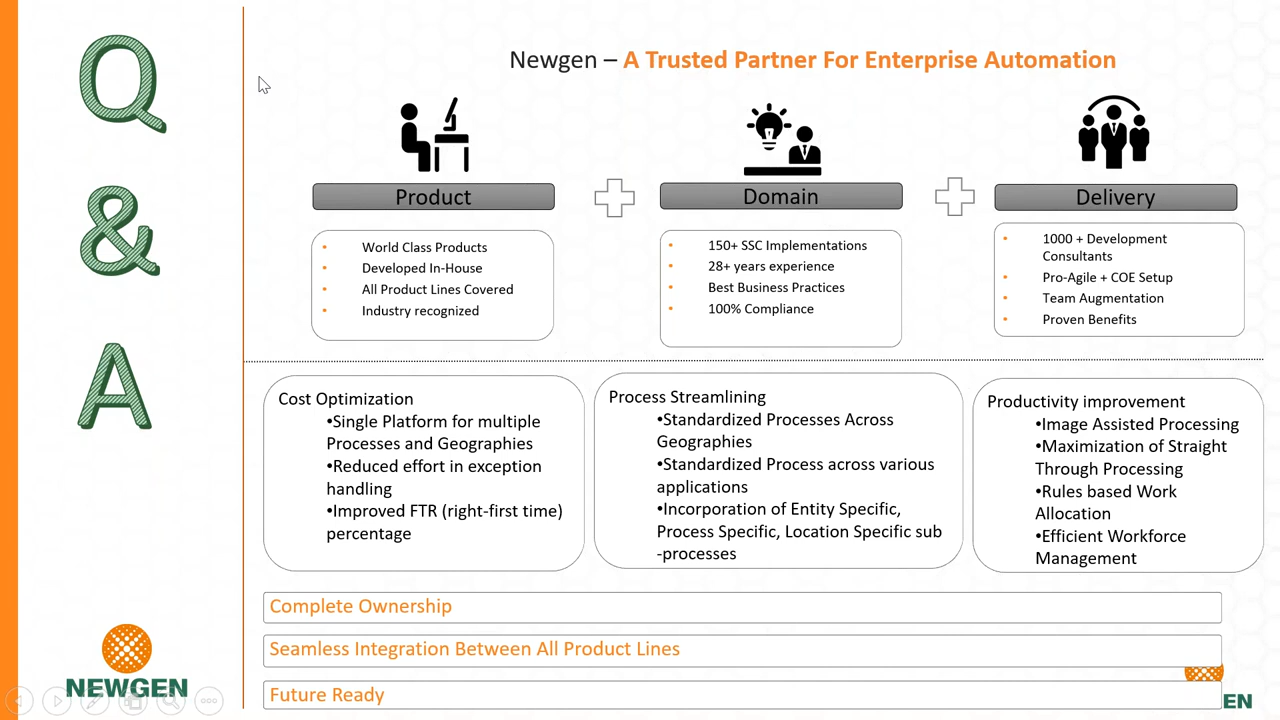 Q
&
A
NEWGEN
Newgen – A Trusted Partner For Enterprise Automation
Product
Domain
Delivery
• World Class Products
• Developed In-House
• All Product Lines Covered
• Industry recognized
• 150+ SSC Implementations
• 28+ years experience
• Best Business Practices
• 100% Compliance
• 1000 + Development
Consultants
• Pro-Agile + COE Setup
• Team Augmentation
• Proven Benefits
Cost Optimization
•Single Platform for multiple
Processes and Geographies
•Reduced effort in exception
handling
•Improved FTR (right-first time)
percentage
Process Streamlining
•Standardized Processes Across
Geographies
•Standardized Process across various
applications
•Incorporation of Entity Specific,
Process Specific, Location Specific sub
-processes
Productivity improvement
•Image Assisted Processing
•Maximization of Straight
Through Processing
•Rules based Work
Allocation
•Efficient Workforce
Management
Complete Ownership
Seamless Integration Between All Product Lines
Future Ready
EN